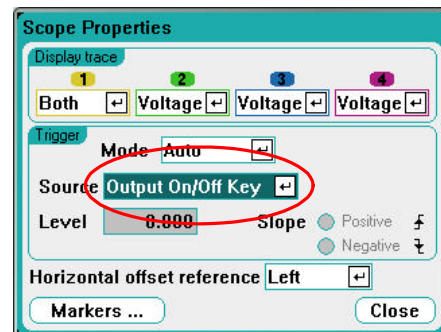 Scope Properties
Display trace
1 2 3 4
Both Voltage Voltage Voltage
Trigger
Mode Auto
Source Output On/Off Key
Level 0.000 Slope Positive
Negative
Horizontal offset reference Left
Markers ... Close